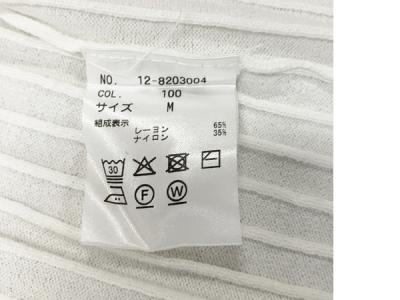 NO. 12-8203004
COL. 100
サイズ M
組成表示
レーヨン 65%
ナイロン 35%
30
F W